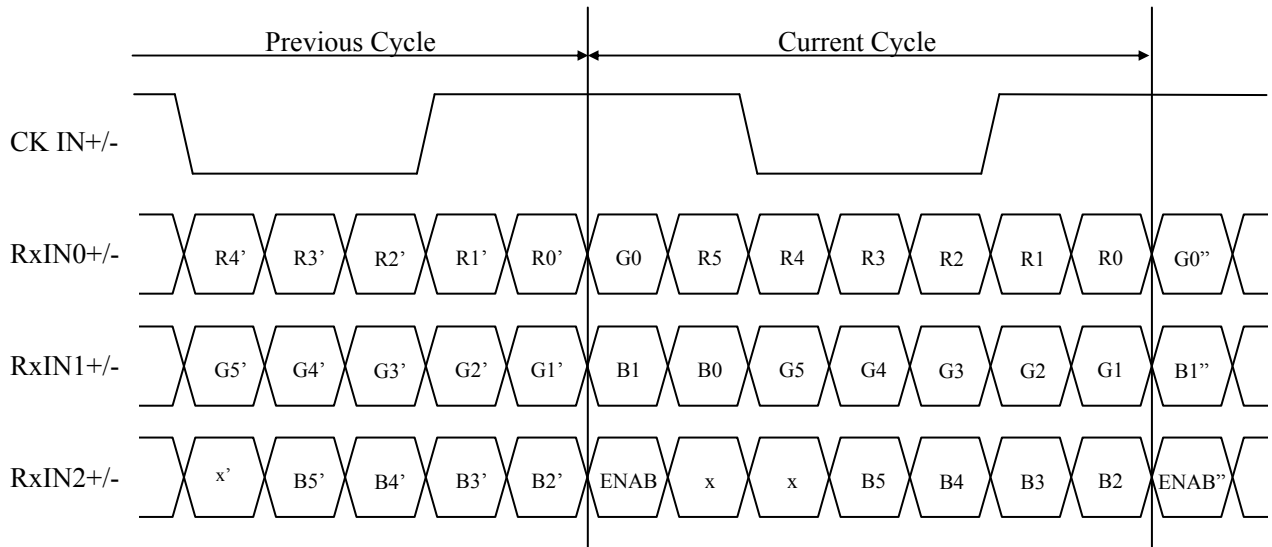 Previous Cycle Current Cycle
CK IN+/-
RxIN0+/- R4’ R3’ R2’ R1’ R0’ G0 R5 R4 R3 R2 R1 R0 G0”
RxIN1+/- G5’ G4’ G3’ G2’ G1’ B1 B0 G5 G4 G3 G2 G1 B1”
RxIN2+/- x’ B5’ B4’ B3’ B2’ ENAB x x B5 B4 B3 B2 ENAB”